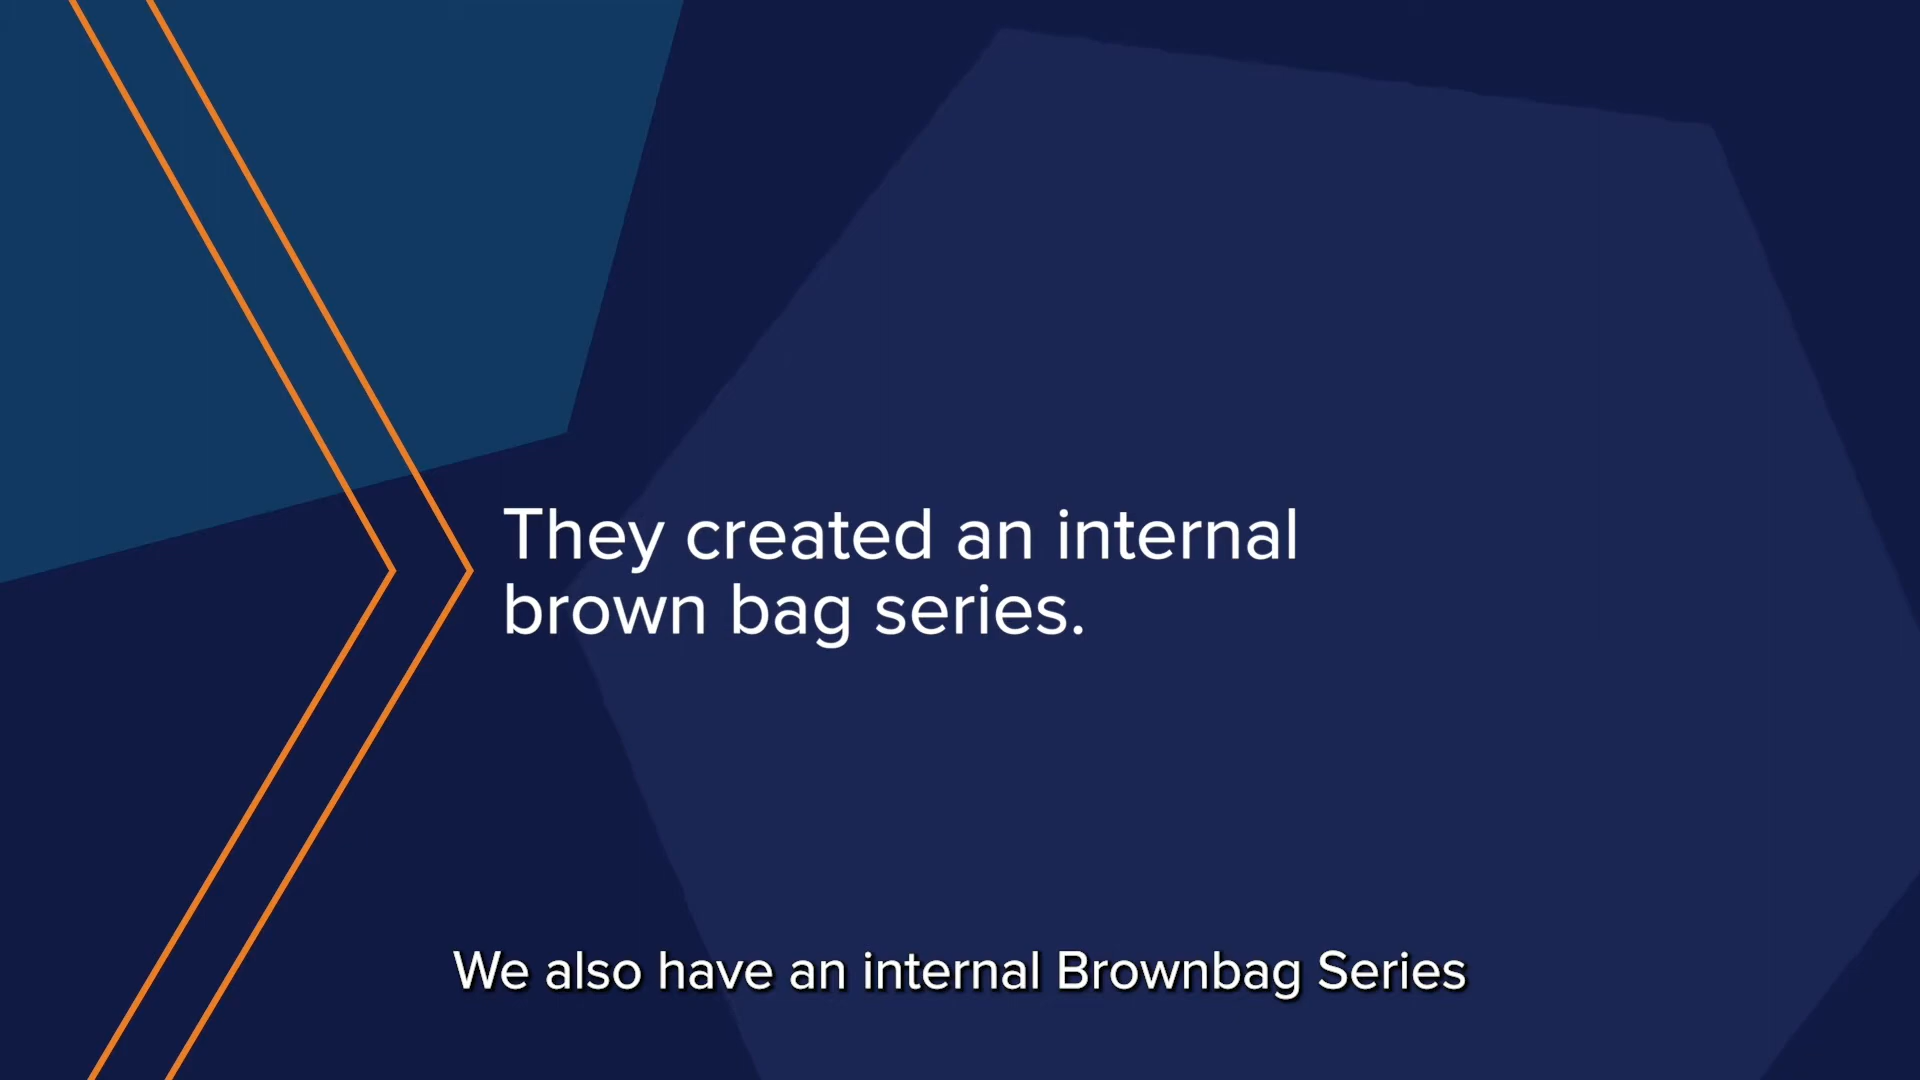 They created an internal
brown bag series.
We also have an internal Brownbag Series